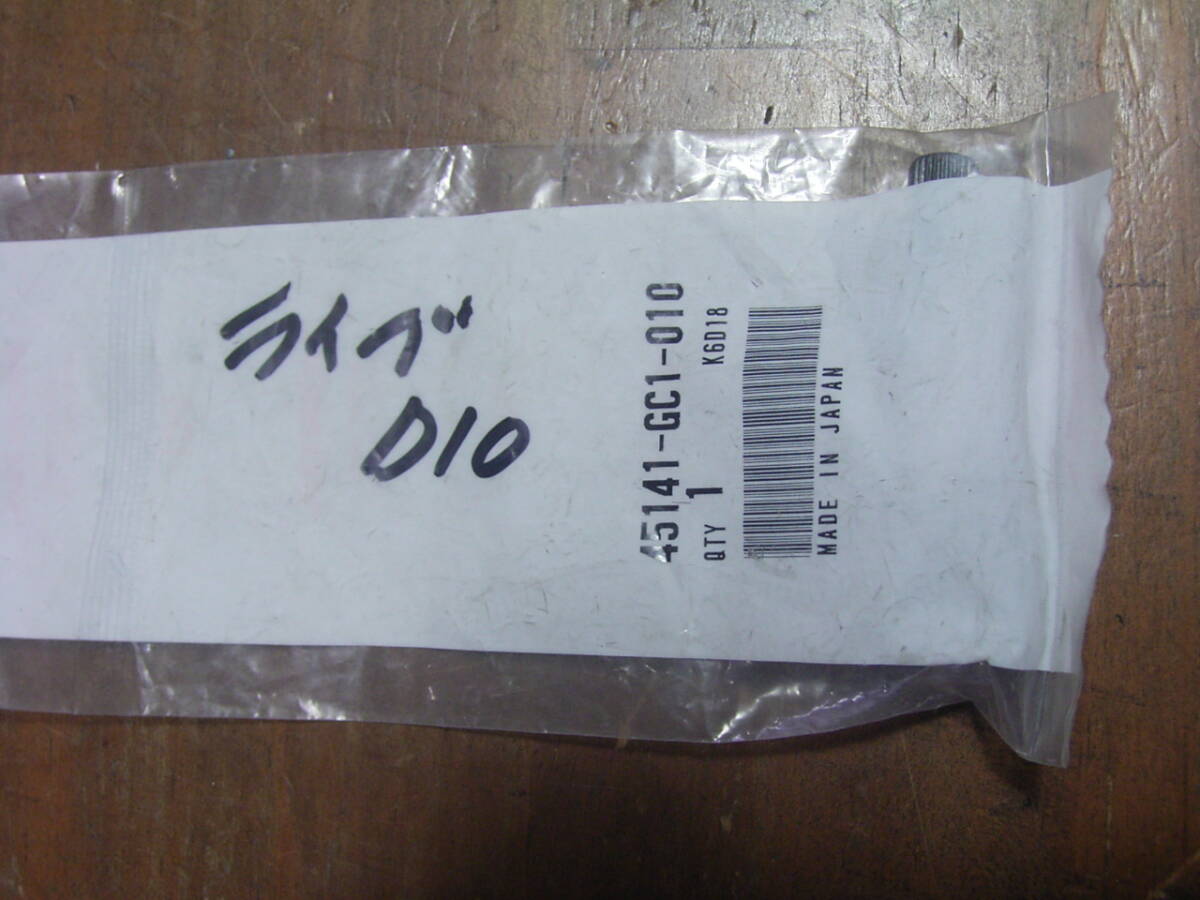 ライブ
DIO
45141-GC1-010
K6D18
QTY 1
MADE IN JAPAN